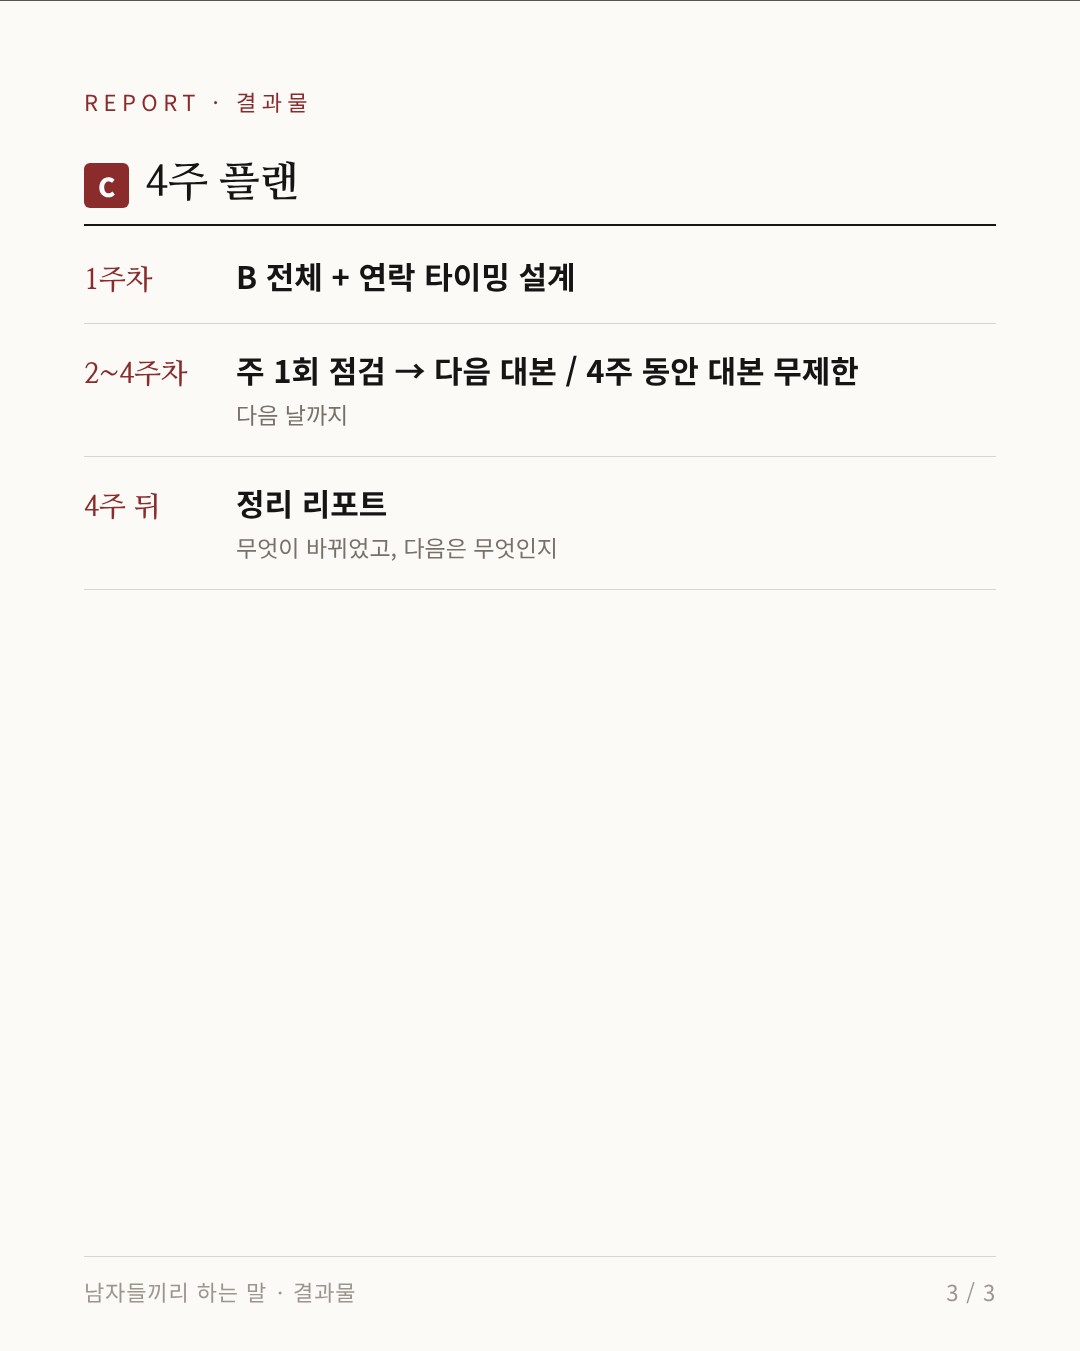 REPORT · 결과물
C 4주 플랜
1주차 B 전체 + 연락 타이밍 설계
2~4주차 주 1회 점검 → 다음 대본 / 4주 동안 대본 무제한
다음 날까지
4주 뒤 정리 리포트
무엇이 바뀌었고, 다음은 무엇인지
남자들끼리 하는 말 · 결과물 3 / 3